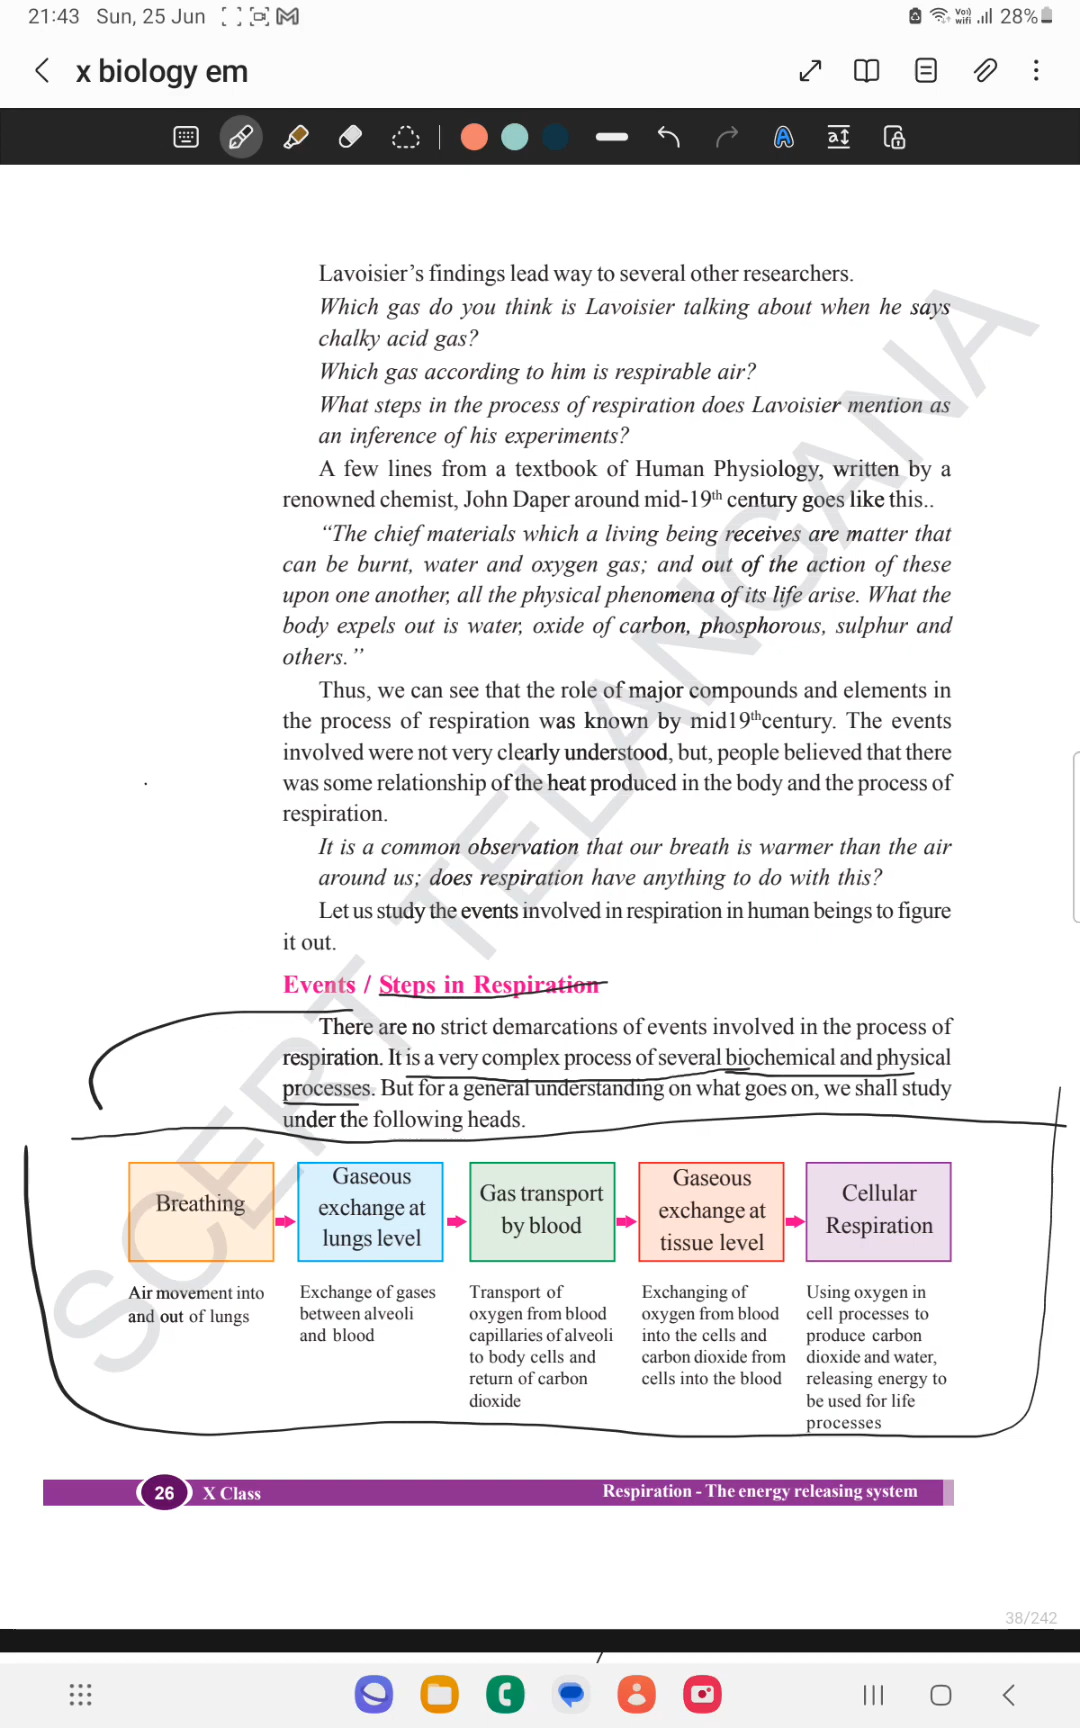 21:43 Sun, 25 Jun
28%
x biology em
Lavoisier's findings lead way to several other researchers.
Which gas do you think is Lavoisier talking about when he says
chalky acid gas?
Which gas according to him is respirable air?
What steps in the process of respiration does Lavoisier mention as
an inference of his experiments?
A few lines from a textbook of Human Physiology, written by a
renowned chemist, John Daper around mid-19th century goes like this..
“The chief materials which a living being receives are matter that
can be burnt, water and oxygen gas; and out of the action of these
upon one another, all the physical phenomena of its life arise. What the
body expels out is water, oxide of carbon, phosphorous, sulphur and
others.”
Thus, we can see that the role of major compounds and elements in
the process of respiration was known by mid19thcentury. The events
involved were not very clearly understood, but, people believed that there
was some relationship of the heat produced in the body and the process of
respiration.
It is a common observation that our breath is warmer than the air
around us; does respiration have anything to do with this?
Let us study the events involved in respiration in human beings to figure
it out.
Events / Steps in Respiration
There are no strict demarcations of events involved in the process of
respiration. It is a very complex process of several biochemical and physical
processes. But for a general understanding on what goes on, we shall study
under the following heads.
Breathing
Gaseous
exchange at
lungs level
Gas transport
by blood
Gaseous
exchange at
tissue level
Cellular
Respiration
Air movement into
and out of lungs
Exchange of gases
between alveoli
and blood
Transport of
oxygen from blood
capillaries of alveoli
to body cells and
return of carbon
dioxide
Exchanging of
oxygen from blood
into the cells and
carbon dioxide from
cells into the blood
Using oxygen in
cell processes to
produce carbon
dioxide and water,
releasing energy to
be used for life
processes
SCERT TELANGANA
26 X Class
Respiration - The energy releasing system
38/242